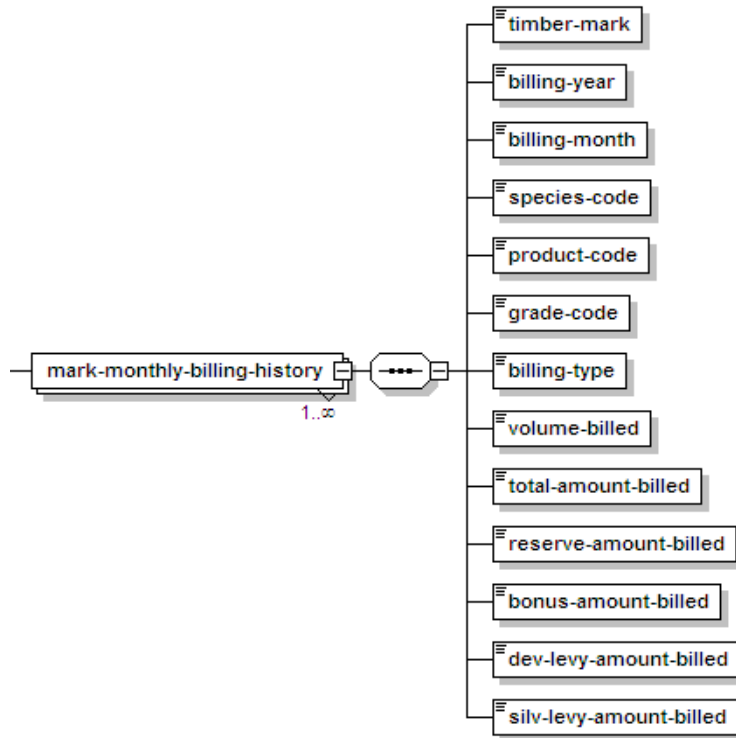 timber-mark
billing-year
billing-month
species-code
product-code
grade-code
mark-monthly-billing-history
1..∞
billing-type
volume-billed
total-amount-billed
reserve-amount-billed
bonus-amount-billed
dev-levy-amount-billed
silv-levy-amount-billed